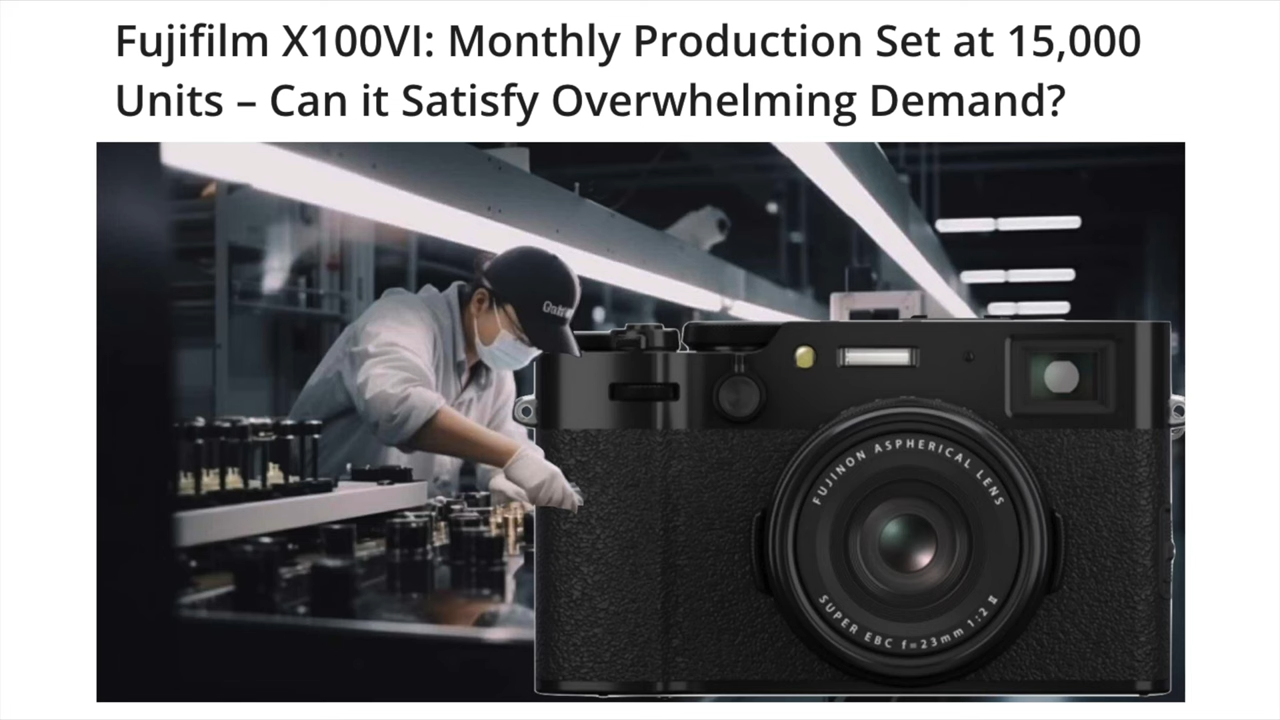 Fujifilm X100VI: Monthly Production Set at 15,000
Units – Can it Satisfy Overwhelming Demand?
FUJINON ASPHERICAL LENS
SUPER EBC f=23mm 1:2 II